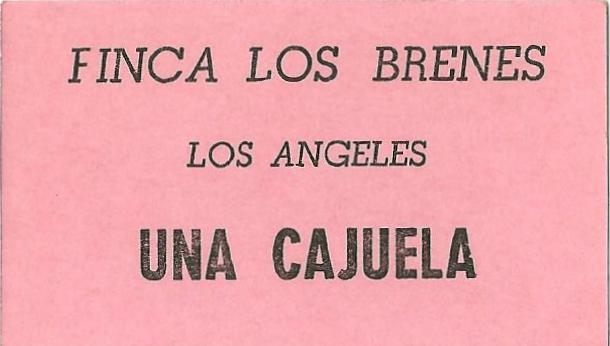 FINCA LOS BRENES
LOS ANGELES
UNA CAJUELA